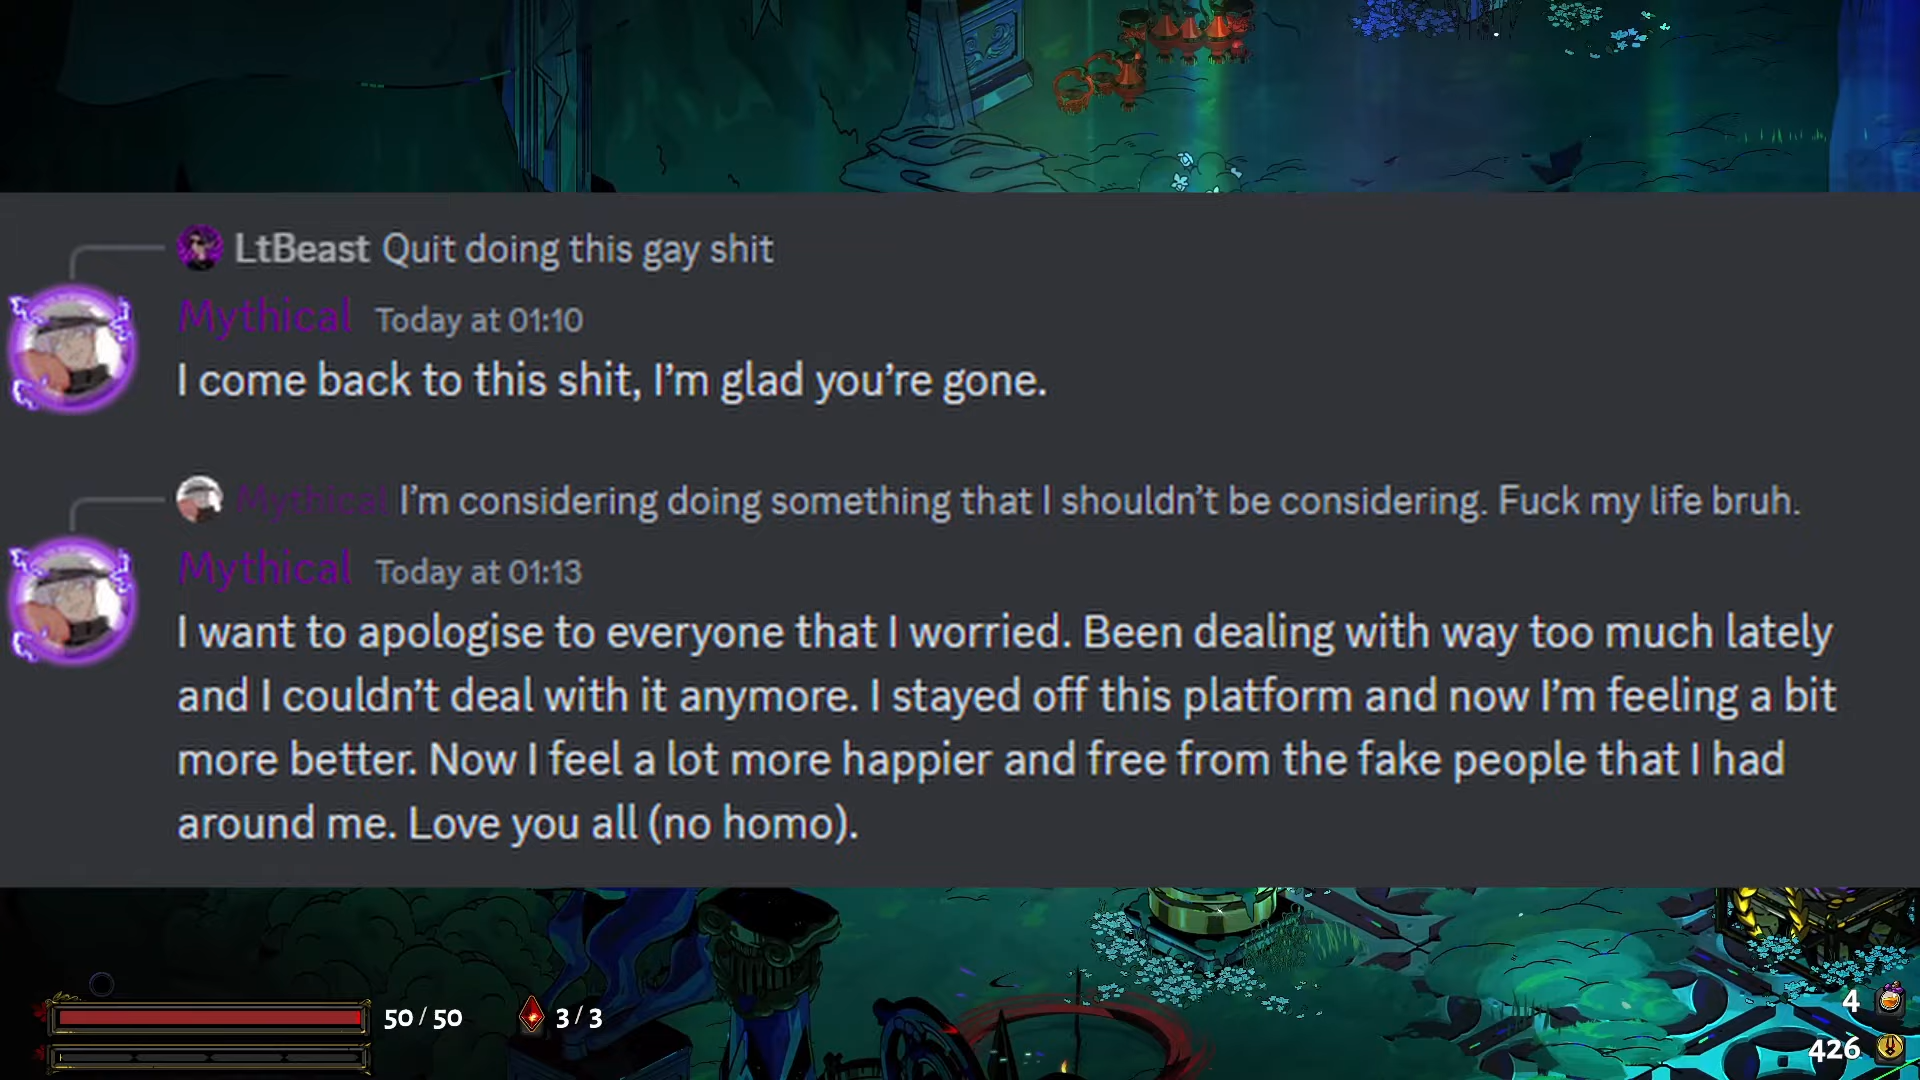 LtBeast Quit doing this gay shit
Mythical Today at 01:10
I come back to this shit, I'm glad you're gone.
Mythical I'm considering doing something that I shouldn't be considering. Fuck my life bruh.
Mythical Today at 01:13
I want to apologise to everyone that I worried. Been dealing with way too much lately
and I couldn't deal with it anymore. I stayed off this platform and now I'm feeling a bit
more better. Now I feel a lot more happier and free from the fake people that I had
around me. Love you all (no homo).
50/50 3/3
4
426